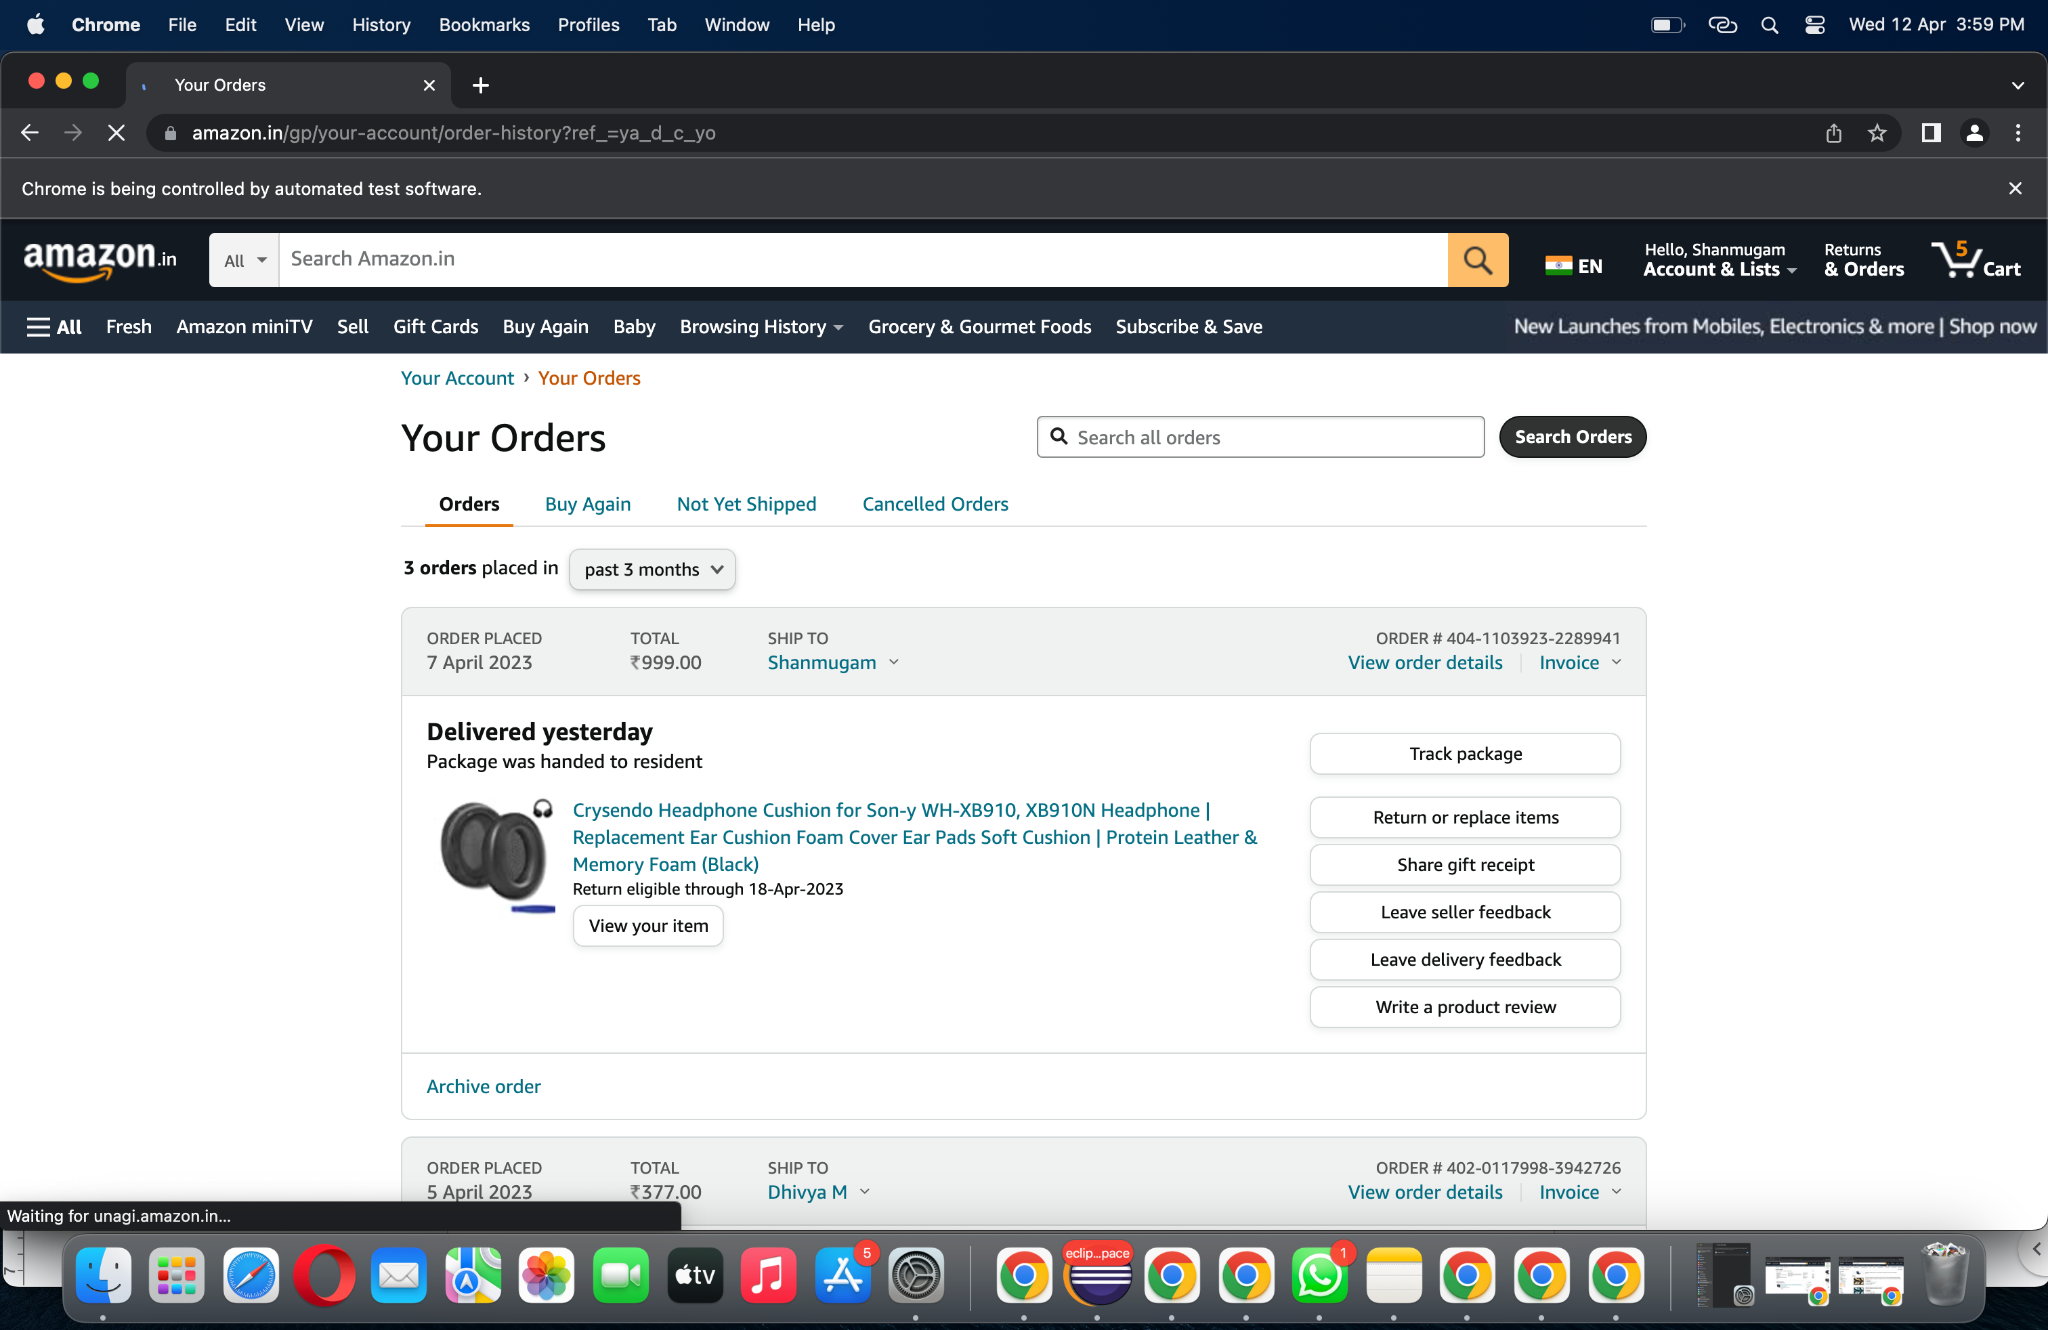 Chrome File Edit View History Bookmarks Profiles Tab Window Help Wed 12 Apr 3:59 PM
Your Orders
amazon.in/gp/your-account/order-history?ref_=ya_d_c_yo
Chrome is being controlled by automated test software.
amazon.in All Search Amazon.in EN Hello, Shanmugam Account & Lists Returns & Orders 5 Cart
All Fresh Amazon miniTV Sell Gift Cards Buy Again Baby Browsing History Grocery & Gourmet Foods Subscribe & Save New Launches from Mobiles, Electronics & more | Shop now
Your Account › Your Orders
Your Orders Search all orders Search Orders
Orders Buy Again Not Yet Shipped Cancelled Orders
3 orders placed in past 3 months
ORDER PLACED TOTAL SHIP TO ORDER # 404-1103923-2289941
7 April 2023 ₹999.00 Shanmugam View order details Invoice
Delivered yesterday
Package was handed to resident
Track package
Crysendo Headphone Cushion for Son-y WH-XB910, XB910N Headphone |
Replacement Ear Cushion Foam Cover Ear Pads Soft Cushion | Protein Leather &
Memory Foam (Black)
Return eligible through 18-Apr-2023
View your item
Return or replace items
Share gift receipt
Leave seller feedback
Leave delivery feedback
Write a product review
Archive order
ORDER PLACED TOTAL SHIP TO ORDER # 402-0117998-3942726
5 April 2023 ₹377.00 Dhivya M View order details Invoice
Waiting for unagi.amazon.in...
tv 5 eclip...pace 1